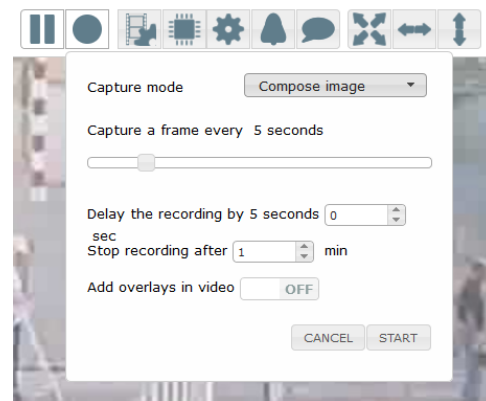 Capture mode Compose image
Capture a frame every 5 seconds
Delay the recording by 5 seconds 0
sec
Stop recording after 1 min
Add overlays in video OFF
CANCEL START